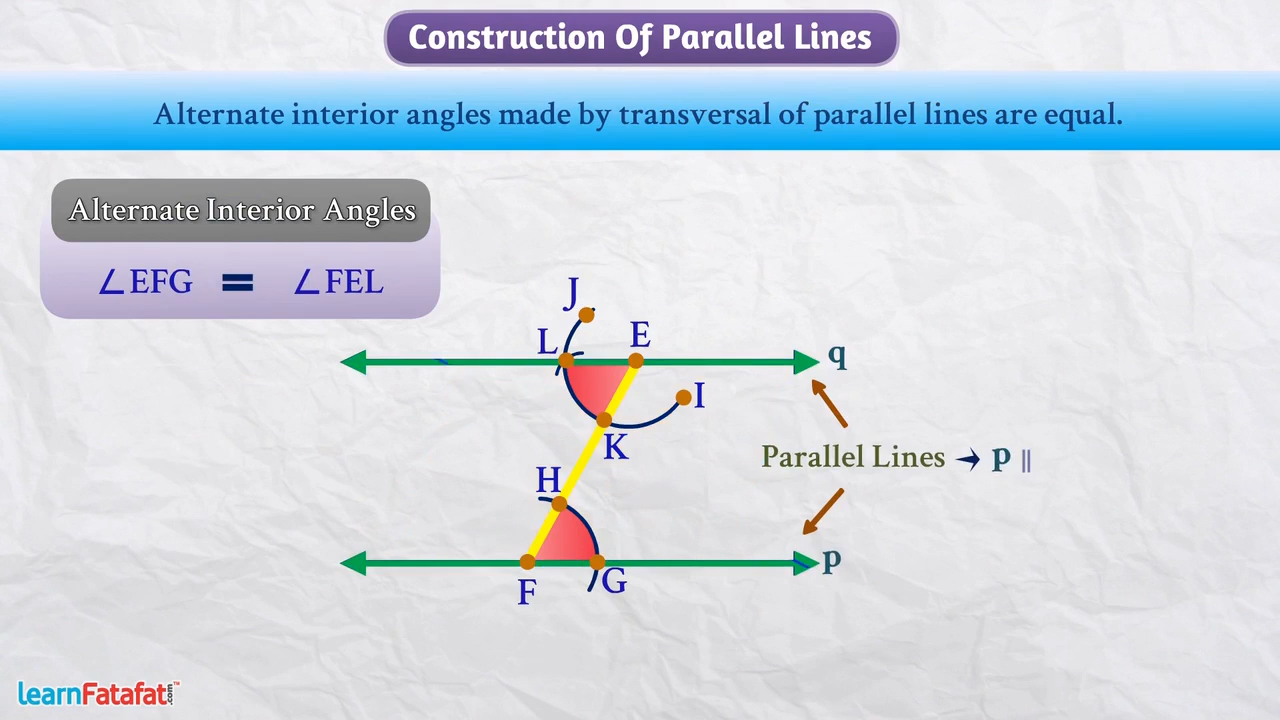 Construction Of Parallel Lines
Alternate interior angles made by transversal of parallel lines are equal.
Alternate Interior Angles
∠EFG = ∠FEL
J
L
E
q
I
K
Parallel Lines → p ||
H
p
F
G
learnFatafat.com™